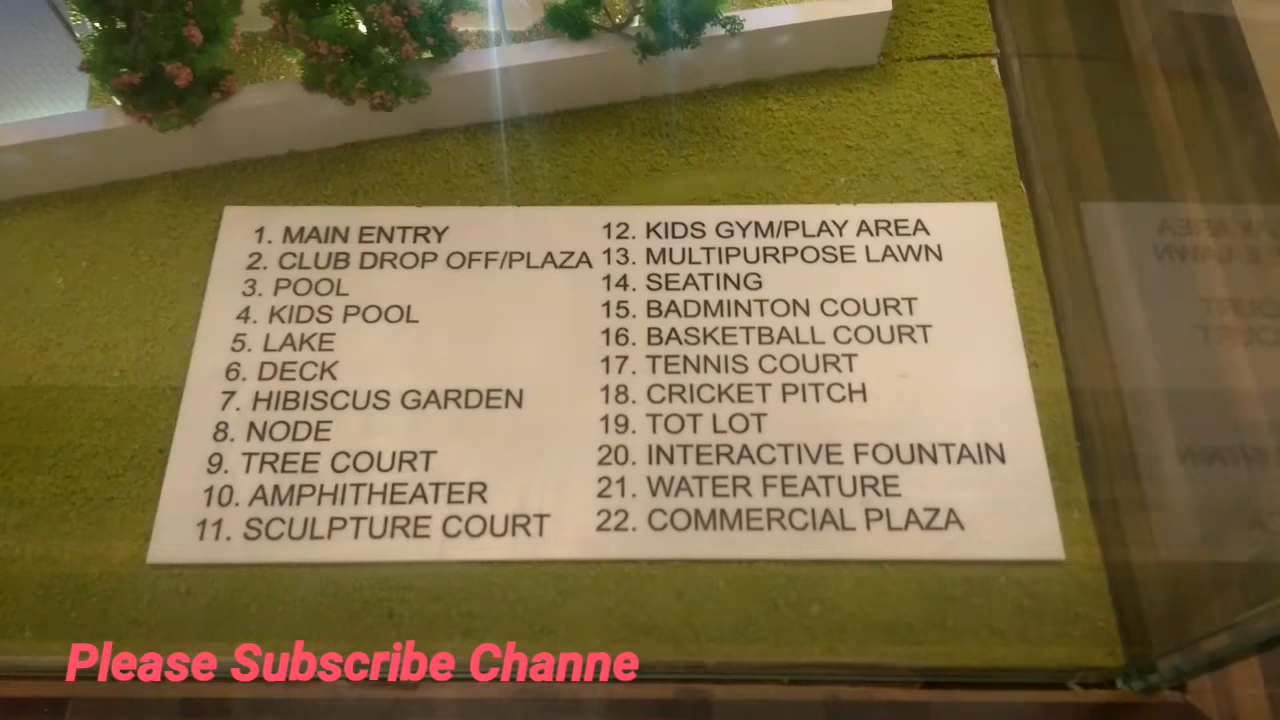 1. MAIN ENTRY
2. CLUB DROP OFF/PLAZA
3. POOL
4. KIDS POOL
5. LAKE
6. DECK
7. HIBISCUS GARDEN
8. NODE
9. TREE COURT
10. AMPHITHEATER
11. SCULPTURE COURT
12. KIDS GYM/PLAY AREA
13. MULTIPURPOSE LAWN
14. SEATING
15. BADMINTON COURT
16. BASKETBALL COURT
17. TENNIS COURT
18. CRICKET PITCH
19. TOT LOT
20. INTERACTIVE FOUNTAIN
21. WATER FEATURE
22. COMMERCIAL PLAZA
Please Subscribe Channe